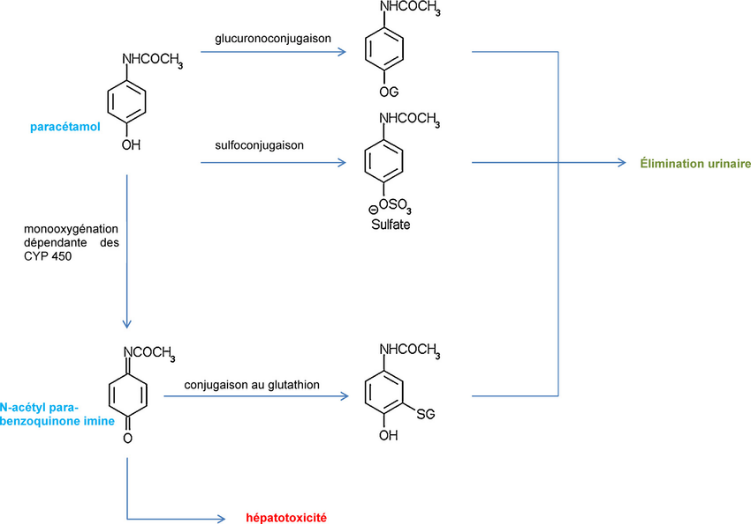 NHCOCH3
glucuronoconjugaison
OG
NHCOCH3
paracétamol
OH
NHCOCH3
sulfoconjugaison
Élimination urinaire
OSO3
⊖
Sulfate
monooxygénation
dépendante des
CYP 450
NCOCH3
N-acétyl para-
benzoquinone imine
O
conjugaison au glutathion
NHCOCH3
SG
OH
hépatotoxicité